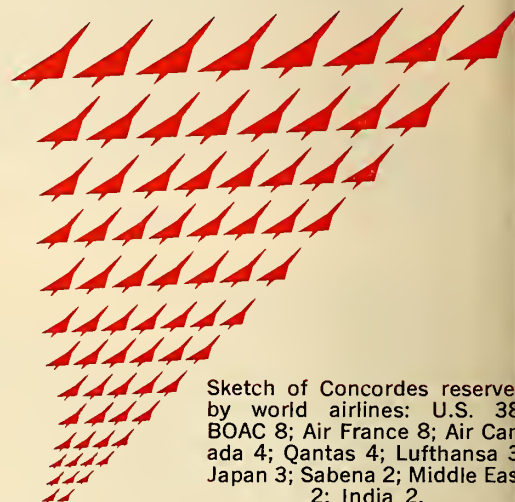 Sketch of Concordes reserve
by world airlines: U.S. 38
BOAC 8; Air France 8; Air Can-
ada 4; Qantas 4; Lufthansa 3
Japan 3; Sabena 2; Middle Eas
2; India 2.